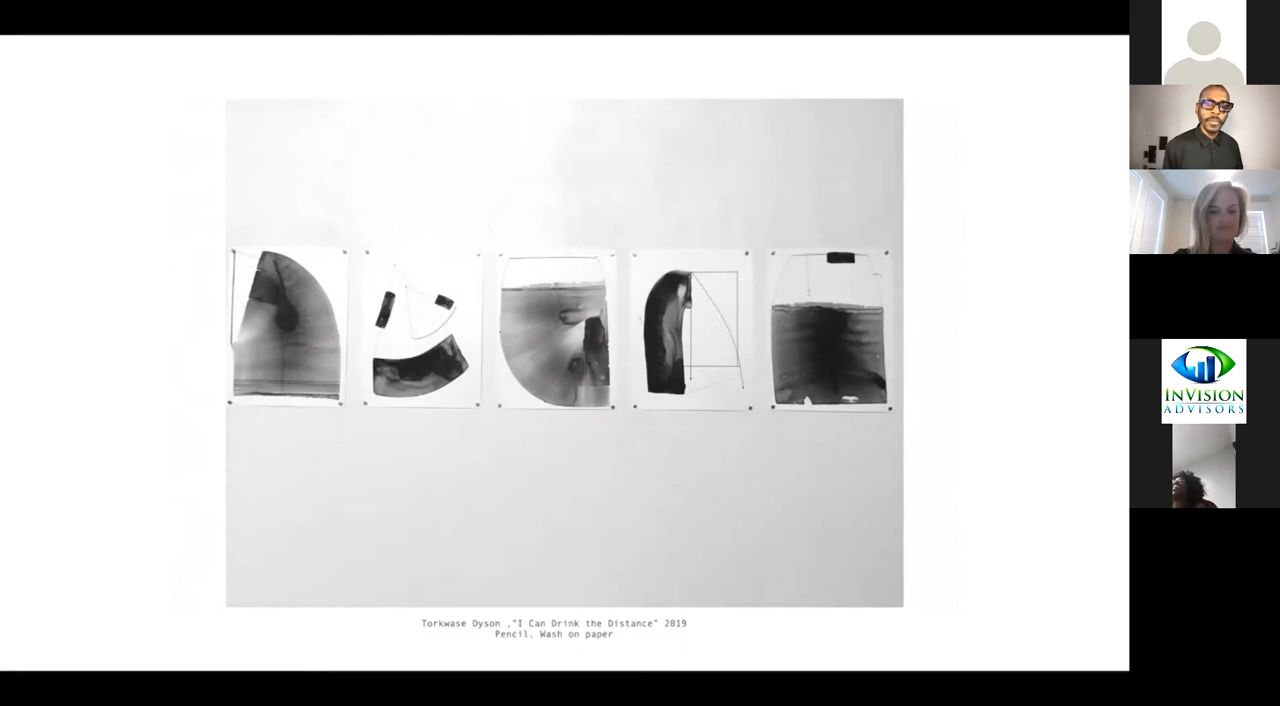 Torkwase Dyson ,"I Can Drink the Distance" 2019
Pencil, Wash on paper
INVISION
ADVISORS